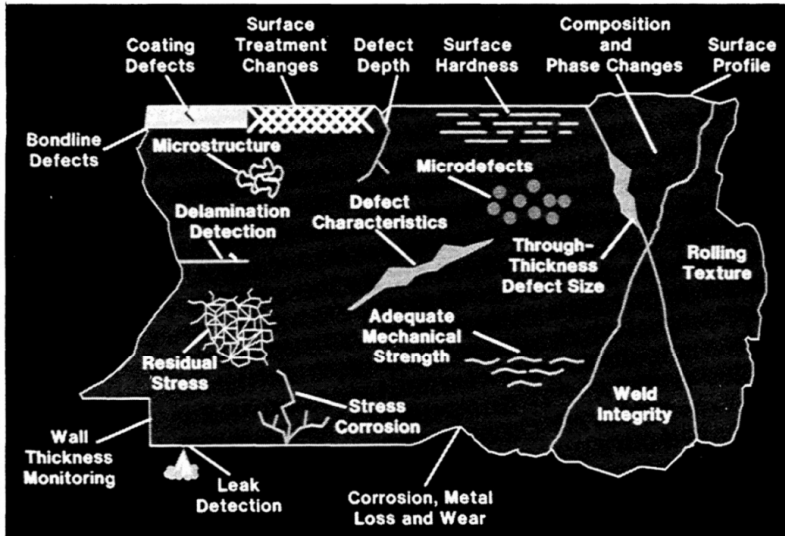 Coating
Defects
Surface
Treatment
Changes
Defect
Depth
Surface
Hardness
Composition
and
Phase Changes
Surface
Profile
Bondline
Defects
Microstructure
Microdefects
Delamination
Detection
Defect
Characteristics
Through-
Thickness
Defect Size
Rolling
Texture
Adequate
Mechanical
Strength
Residual
Stress
Stress
Corrosion
Weld
Integrity
Wall
Thickness
Monitoring
Leak
Detection
Corrosion, Metal
Loss and Wear